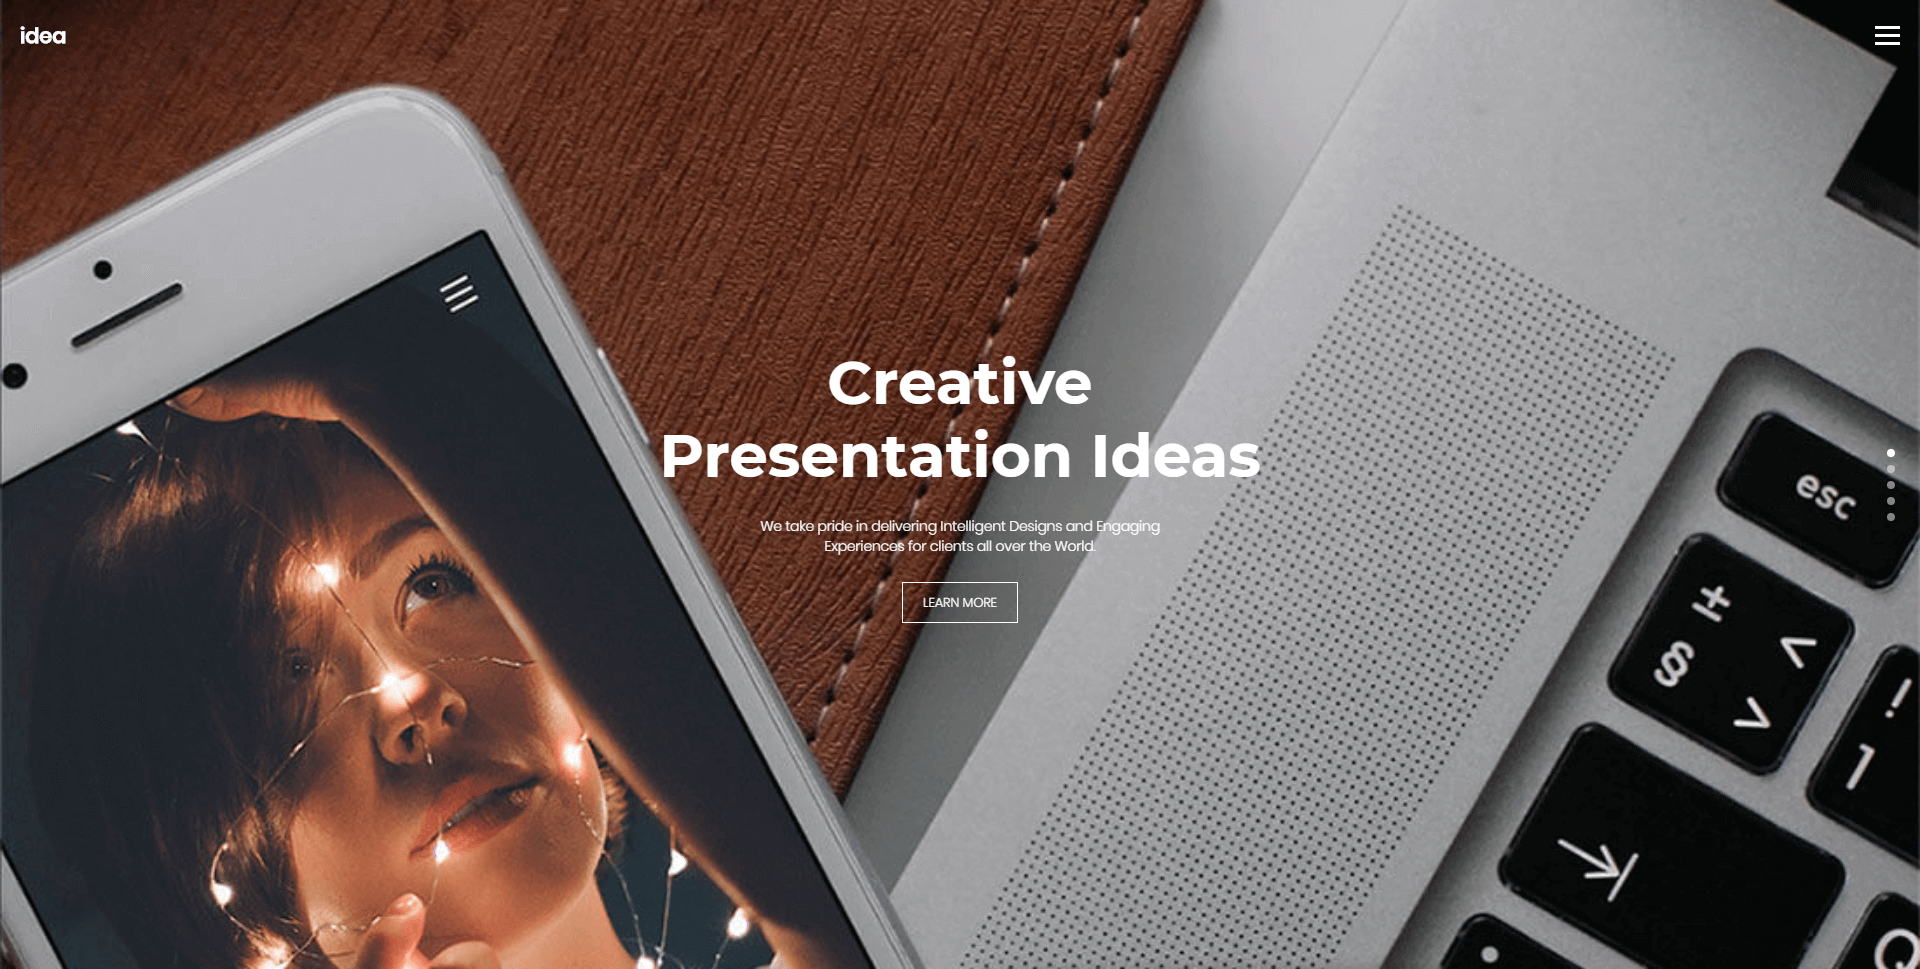 idea
Creative
Presentation Ideas
We take pride in delivering Intelligent Designs and Engaging
Experiences for clients all over the World.
LEARN MORE
esc
±
§
<
>
!
1
Q